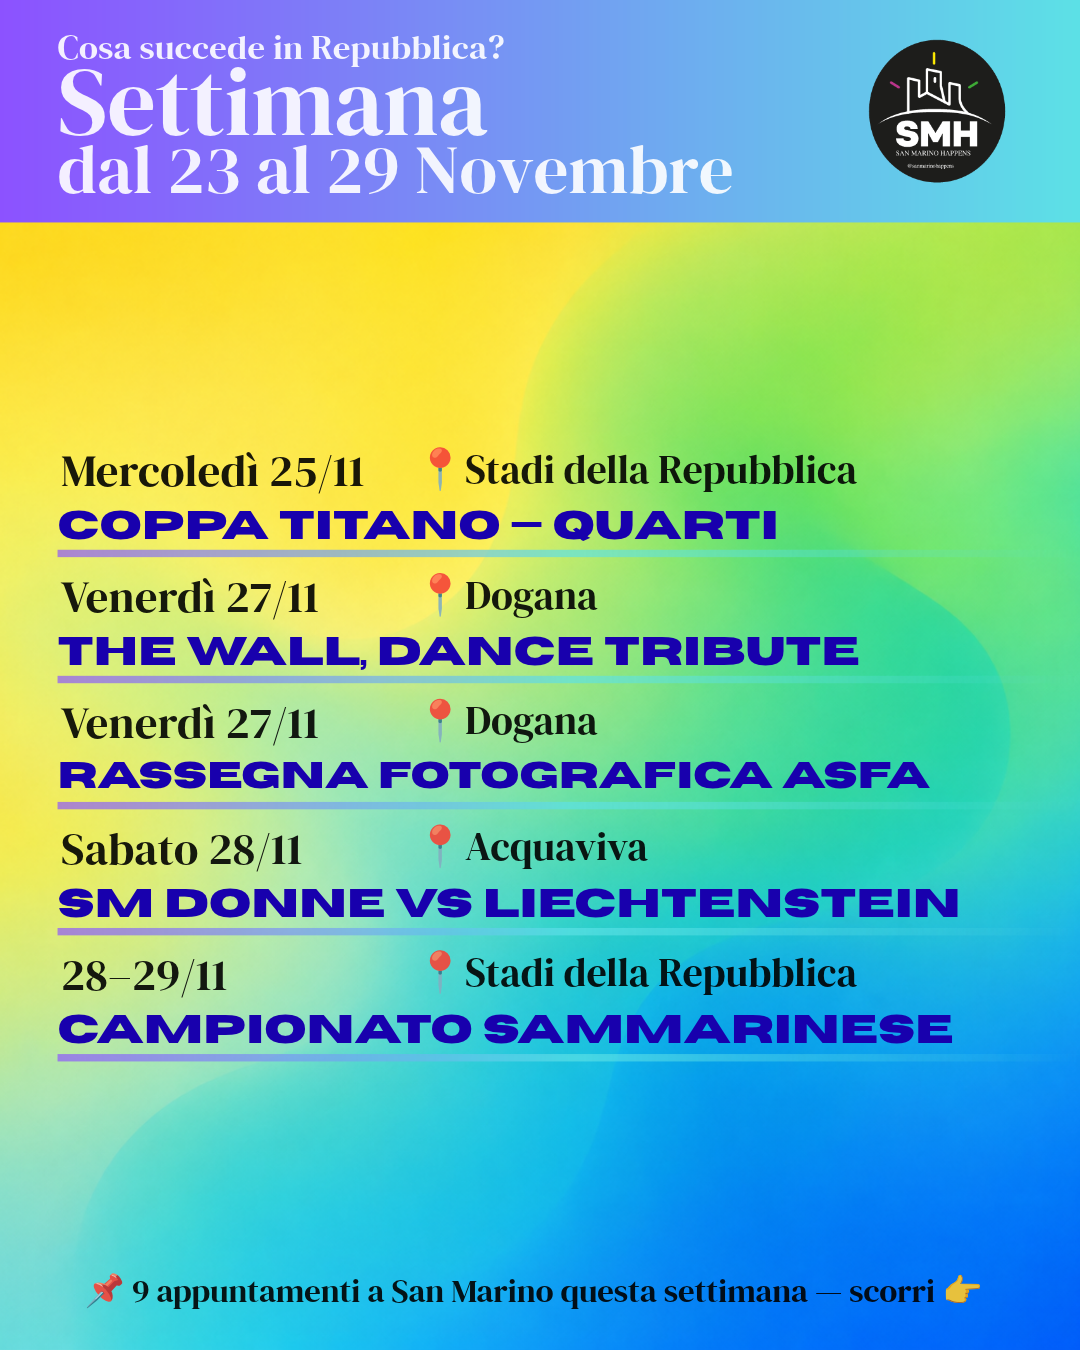 Cosa succede in Repubblica?
Settimana
dal 23 al 29 Novembre
SMH
SAN MARINO HAPPENS
@sanmarinohappens
Mercoledì 25/11
Stadi della Repubblica
COPPA TITANO – QUARTI
Venerdì 27/11
Dogana
THE WALL, DANCE TRIBUTE
Venerdì 27/11
Dogana
RASSEGNA FOTOGRAFICA ASFA
Sabato 28/11
Acquaviva
SM DONNE VS LIECHTENSTEIN
28–29/11
Stadi della Repubblica
CAMPIONATO SAMMARINESE
9 appuntamenti a San Marino questa settimana — scorri